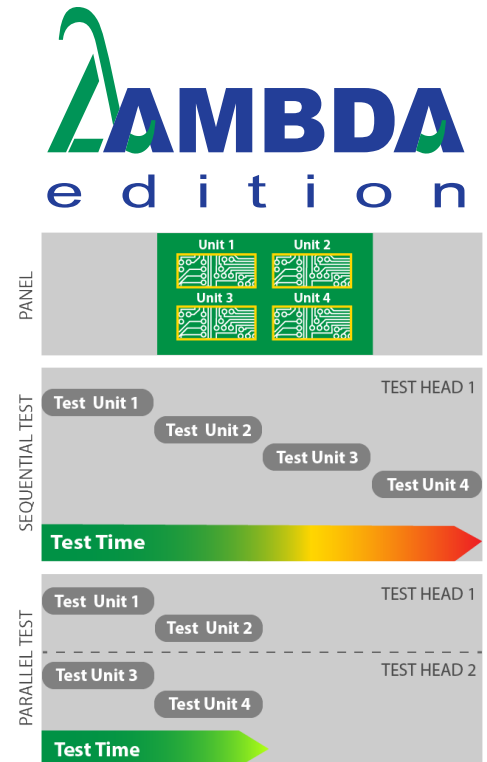 λAMBDA
edition
PANEL
Unit 1 Unit 2
Unit 3 Unit 4
SEQUENTIAL TEST
TEST HEAD 1
Test Unit 1
Test Unit 2
Test Unit 3
Test Unit 4
Test Time
PARALLEL TEST
TEST HEAD 1
Test Unit 1
Test Unit 2
TEST HEAD 2
Test Unit 3
Test Unit 4
Test Time